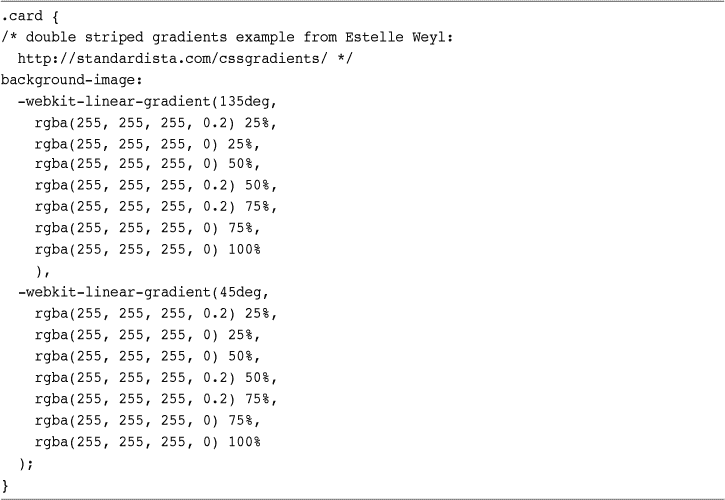 .card {
/* double striped gradients example from Estelle Weyl:
  http://standardista.com/cssgradients/ */
background-image:
  -webkit-linear-gradient(135deg,
    rgba(255, 255, 255, 0.2) 25%,
    rgba(255, 255, 255, 0) 25%,
    rgba(255, 255, 255, 0) 50%,
    rgba(255, 255, 255, 0.2) 50%,
    rgba(255, 255, 255, 0.2) 75%,
    rgba(255, 255, 255, 0) 75%,
    rgba(255, 255, 255, 0) 100%
    ),
  -webkit-linear-gradient(45deg,
    rgba(255, 255, 255, 0.2) 25%,
    rgba(255, 255, 255, 0) 25%,
    rgba(255, 255, 255, 0) 50%,
    rgba(255, 255, 255, 0.2) 50%,
    rgba(255, 255, 255, 0.2) 75%,
    rgba(255, 255, 255, 0) 75%,
    rgba(255, 255, 255, 0) 100%
  );
}